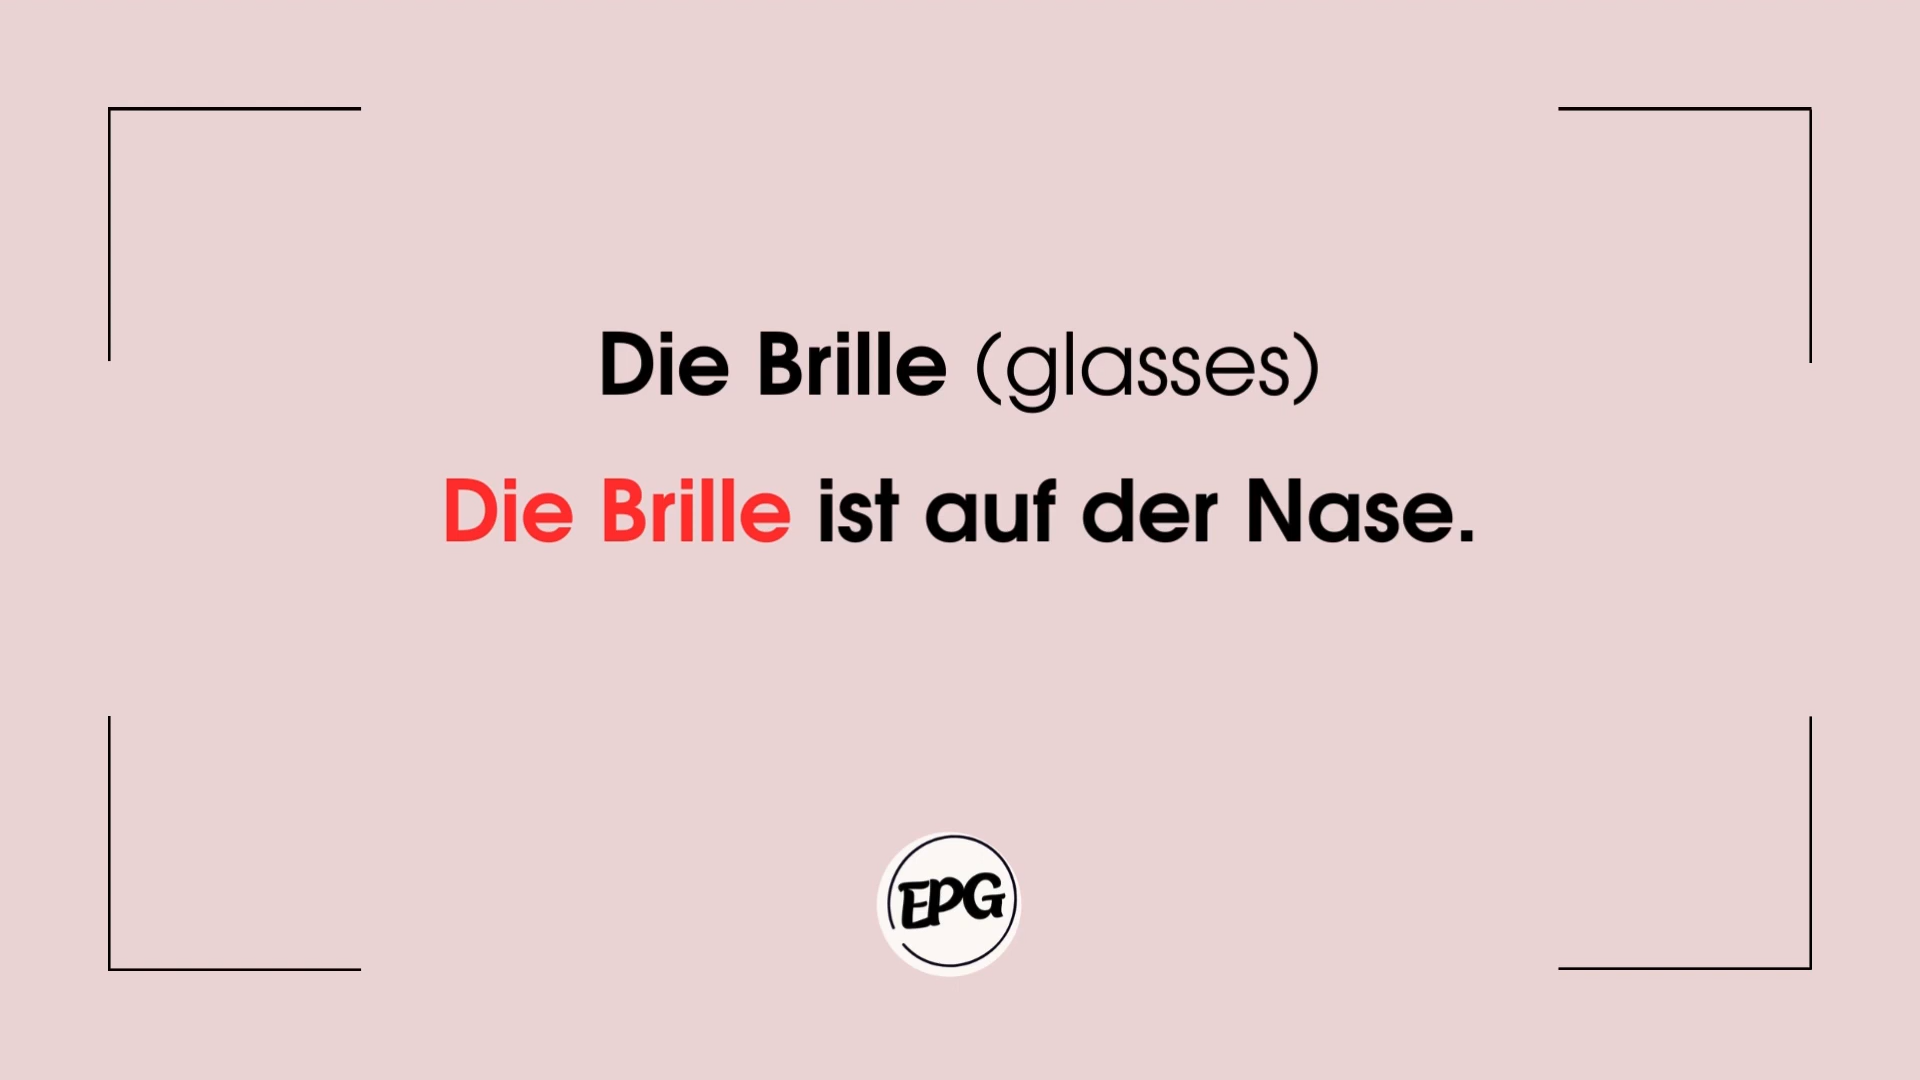 Die Brille (glasses)
Die Brille ist auf der Nase.
EPG